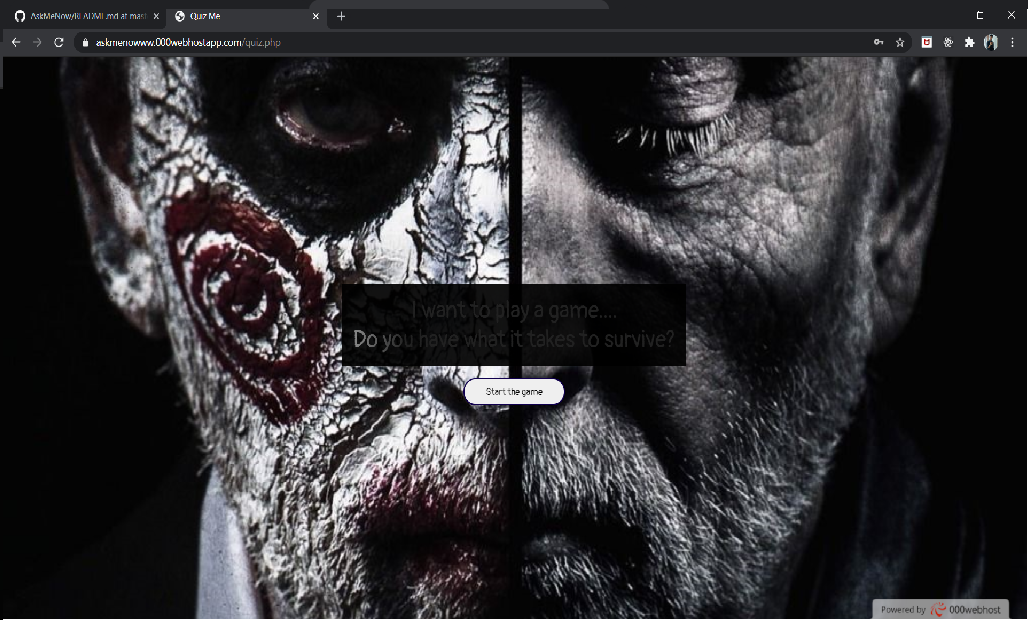 AskMeNow/README.md at mast
Quiz Me
askmenowww.000webhostapp.com/quiz.php
I want to play a game....
Do you have what it takes to survive?
Start the game
Powered by 000webhost